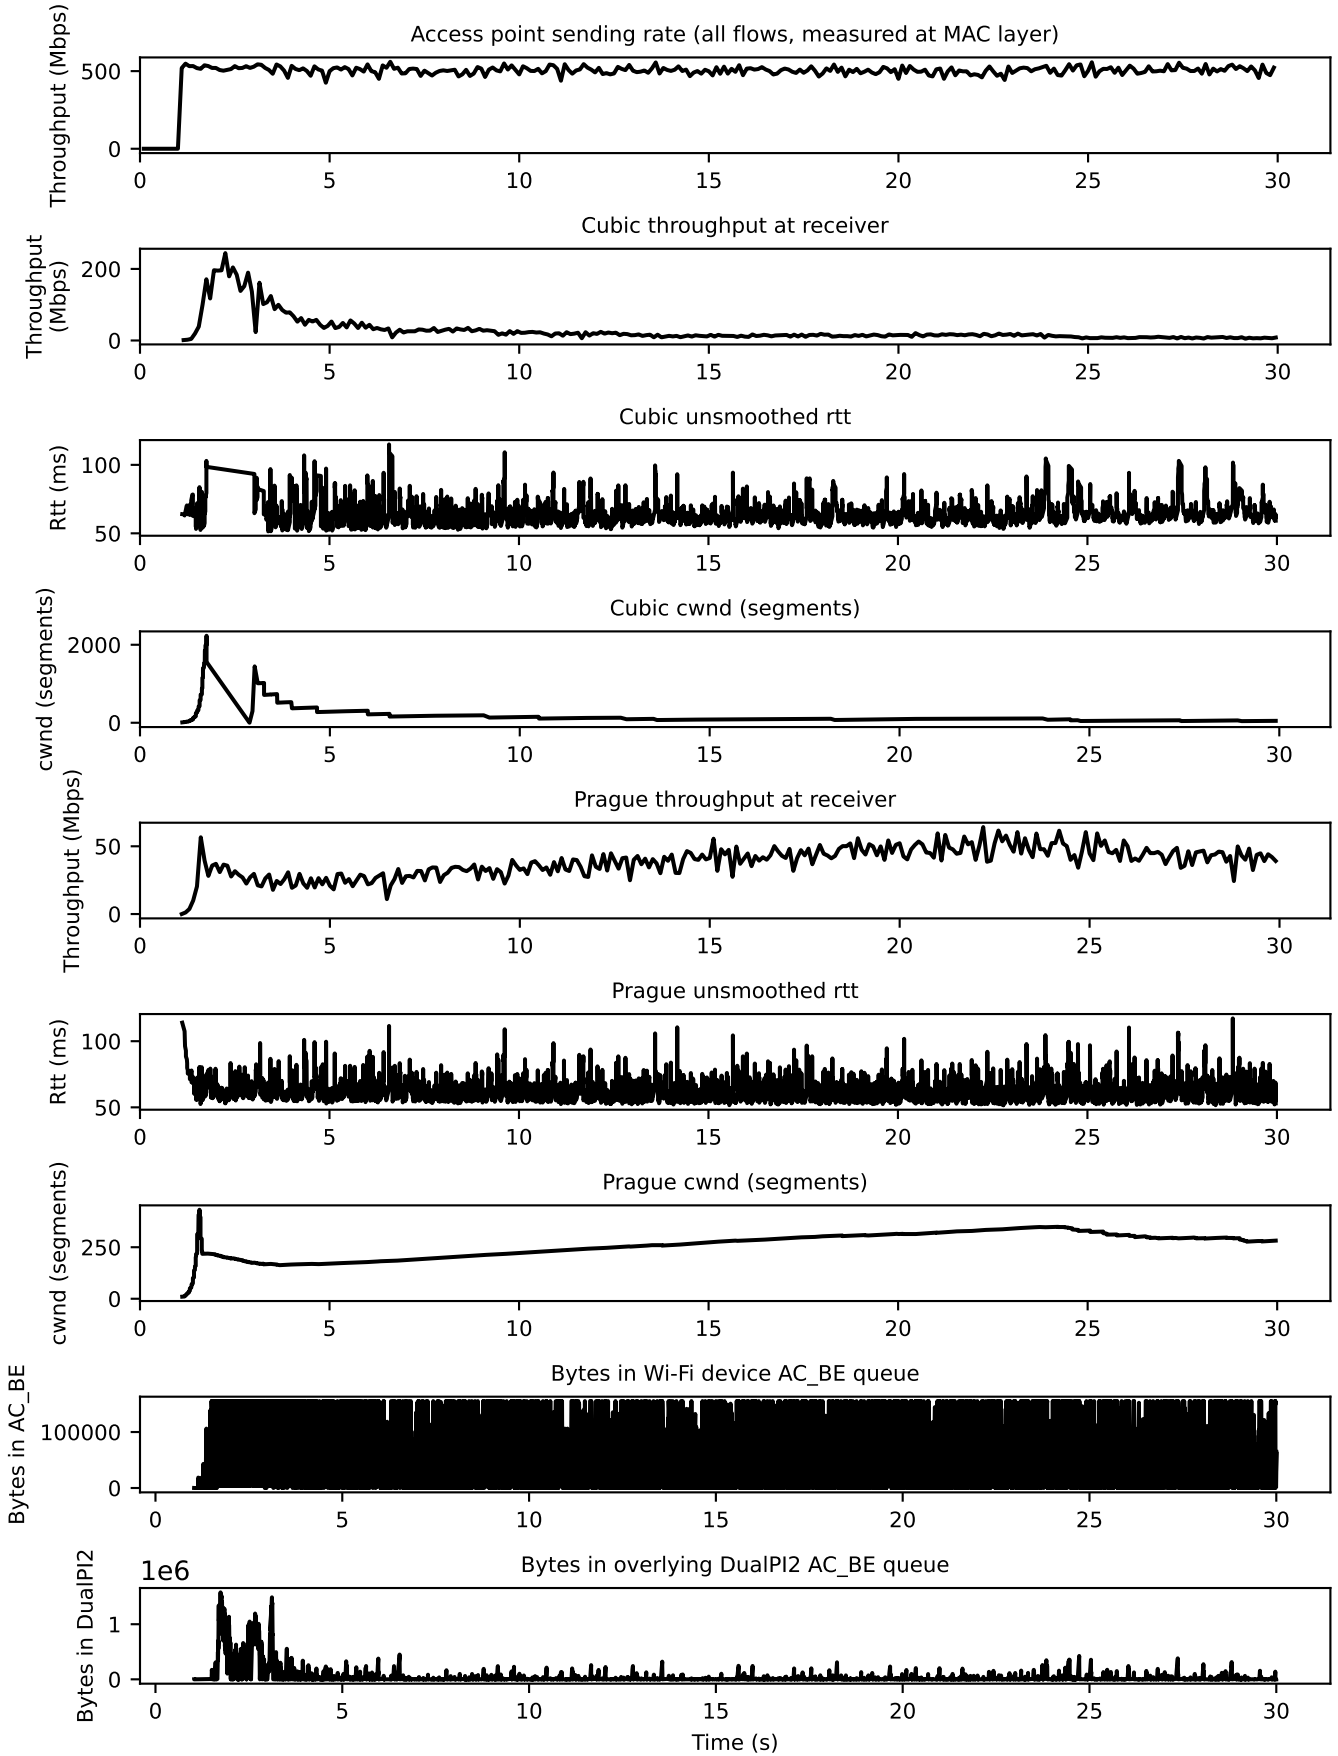 Access point sending rate (all flows, measured at MAC layer)
Throughput (Mbps)
500
0
0 5 10 15 20 25 30
Cubic throughput at receiver
Throughput
(Mbps)
200
0
0 5 10 15 20 25 30
Cubic unsmoothed rtt
Rtt (ms)
100
50
0 5 10 15 20 25 30
Cubic cwnd (segments)
cwnd (segments)
2000
0
0 5 10 15 20 25 30
Prague throughput at receiver
Throughput (Mbps)
50
0
0 5 10 15 20 25 30
Prague unsmoothed rtt
Rtt (ms)
100
50
0 5 10 15 20 25 30
Prague cwnd (segments)
cwnd (segments)
250
0
0 5 10 15 20 25 30
Bytes in Wi-Fi device AC_BE queue
Bytes in AC_BE
100000
0
0 5 10 15 20 25 30
1e6
Bytes in overlying DualPI2 AC_BE queue
Bytes in DualPI2
1
0
0 5 10 15 20 25 30
Time (s)